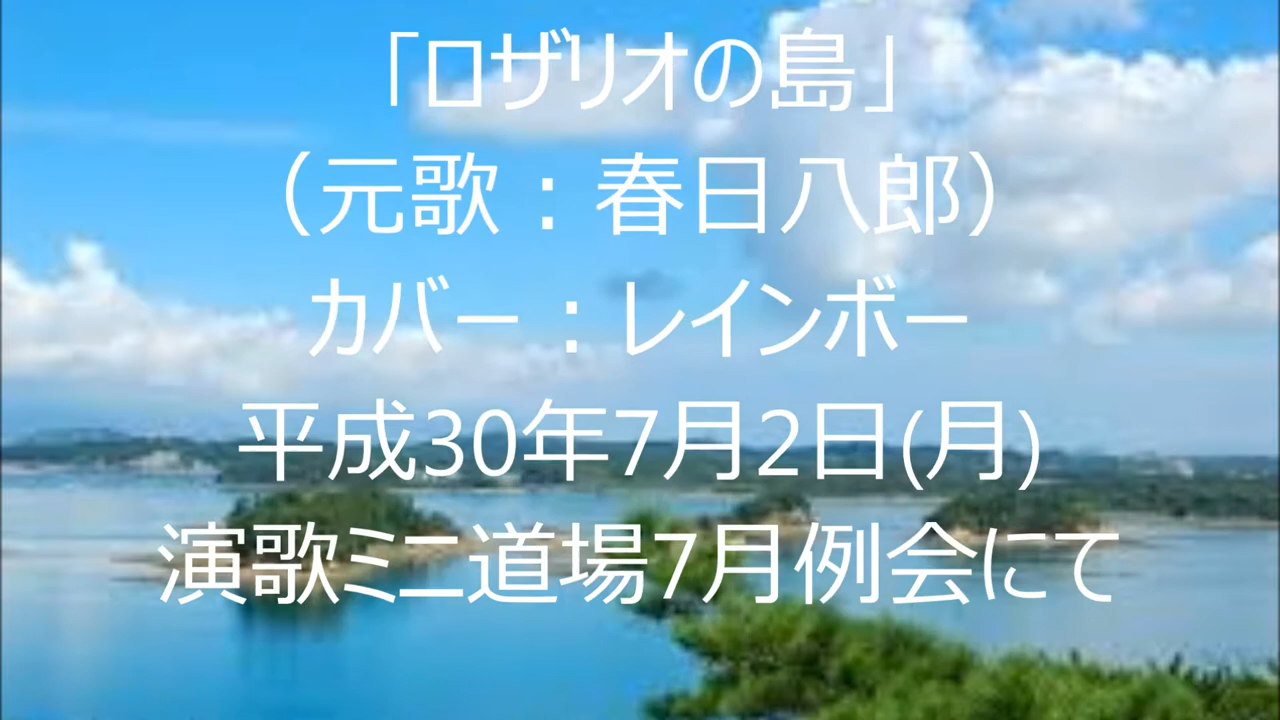 「ロザリオの島」
（元歌：春日八郎）
カバー：レインボー
平成30年7月2日(月)
演歌ミニ道場7月例会にて